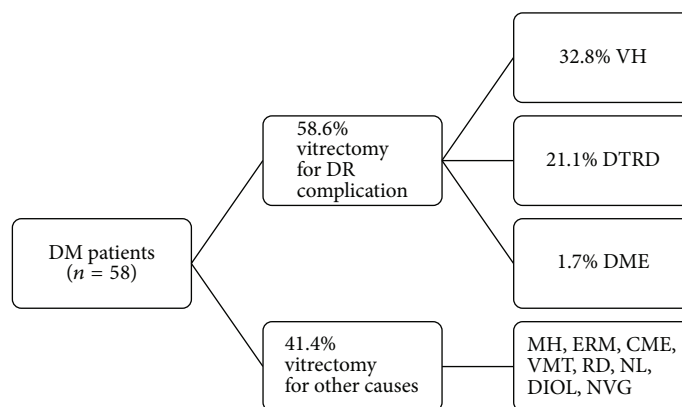 DM patients
(n = 58)
58.6%
vitrectomy
for DR
complication
41.4%
vitrectomy
for other causes
32.8% VH
21.1% DTRD
1.7% DME
MH, ERM, CME,
VMT, RD, NL,
DIOL, NVG